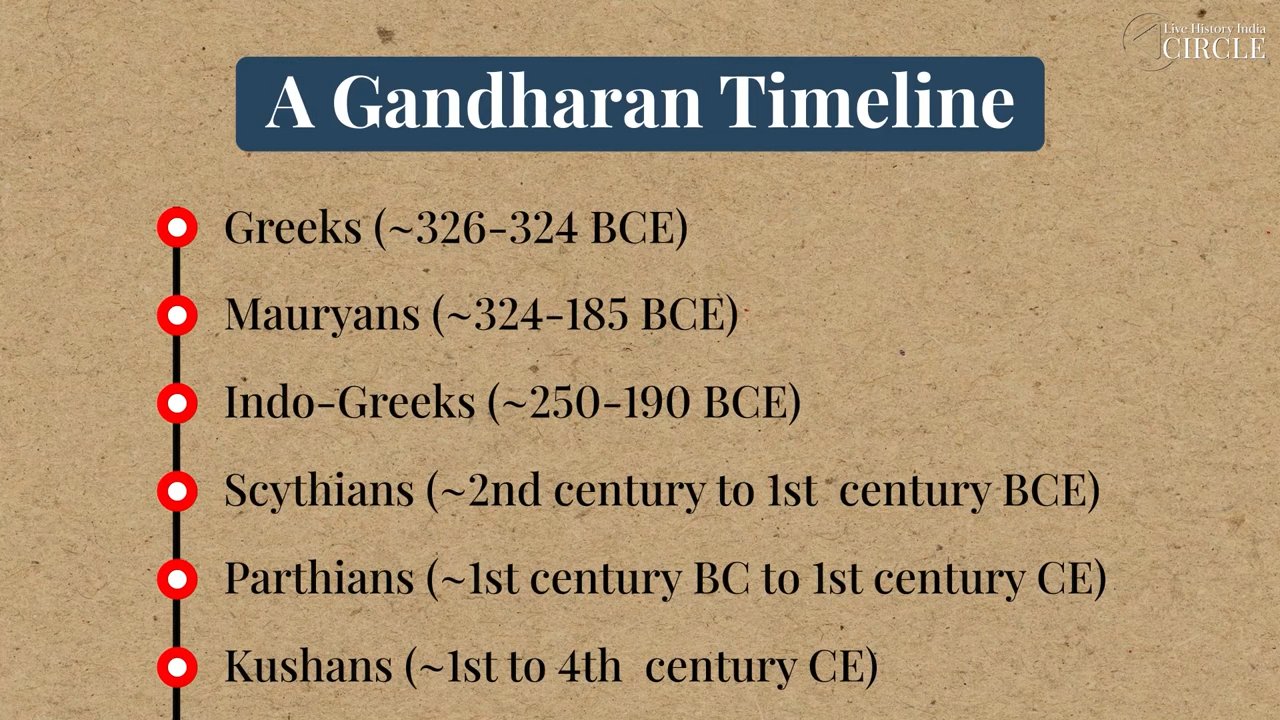 Live History India
CIRCLE
A Gandharan Timeline
Greeks (~326-324 BCE)
Mauryans (~324-185 BCE)
Indo-Greeks (~250-190 BCE)
Scythians (~2nd century to 1st  century BCE)
Parthians (~1st century BC to 1st century CE)
Kushans (~1st to 4th  century CE)